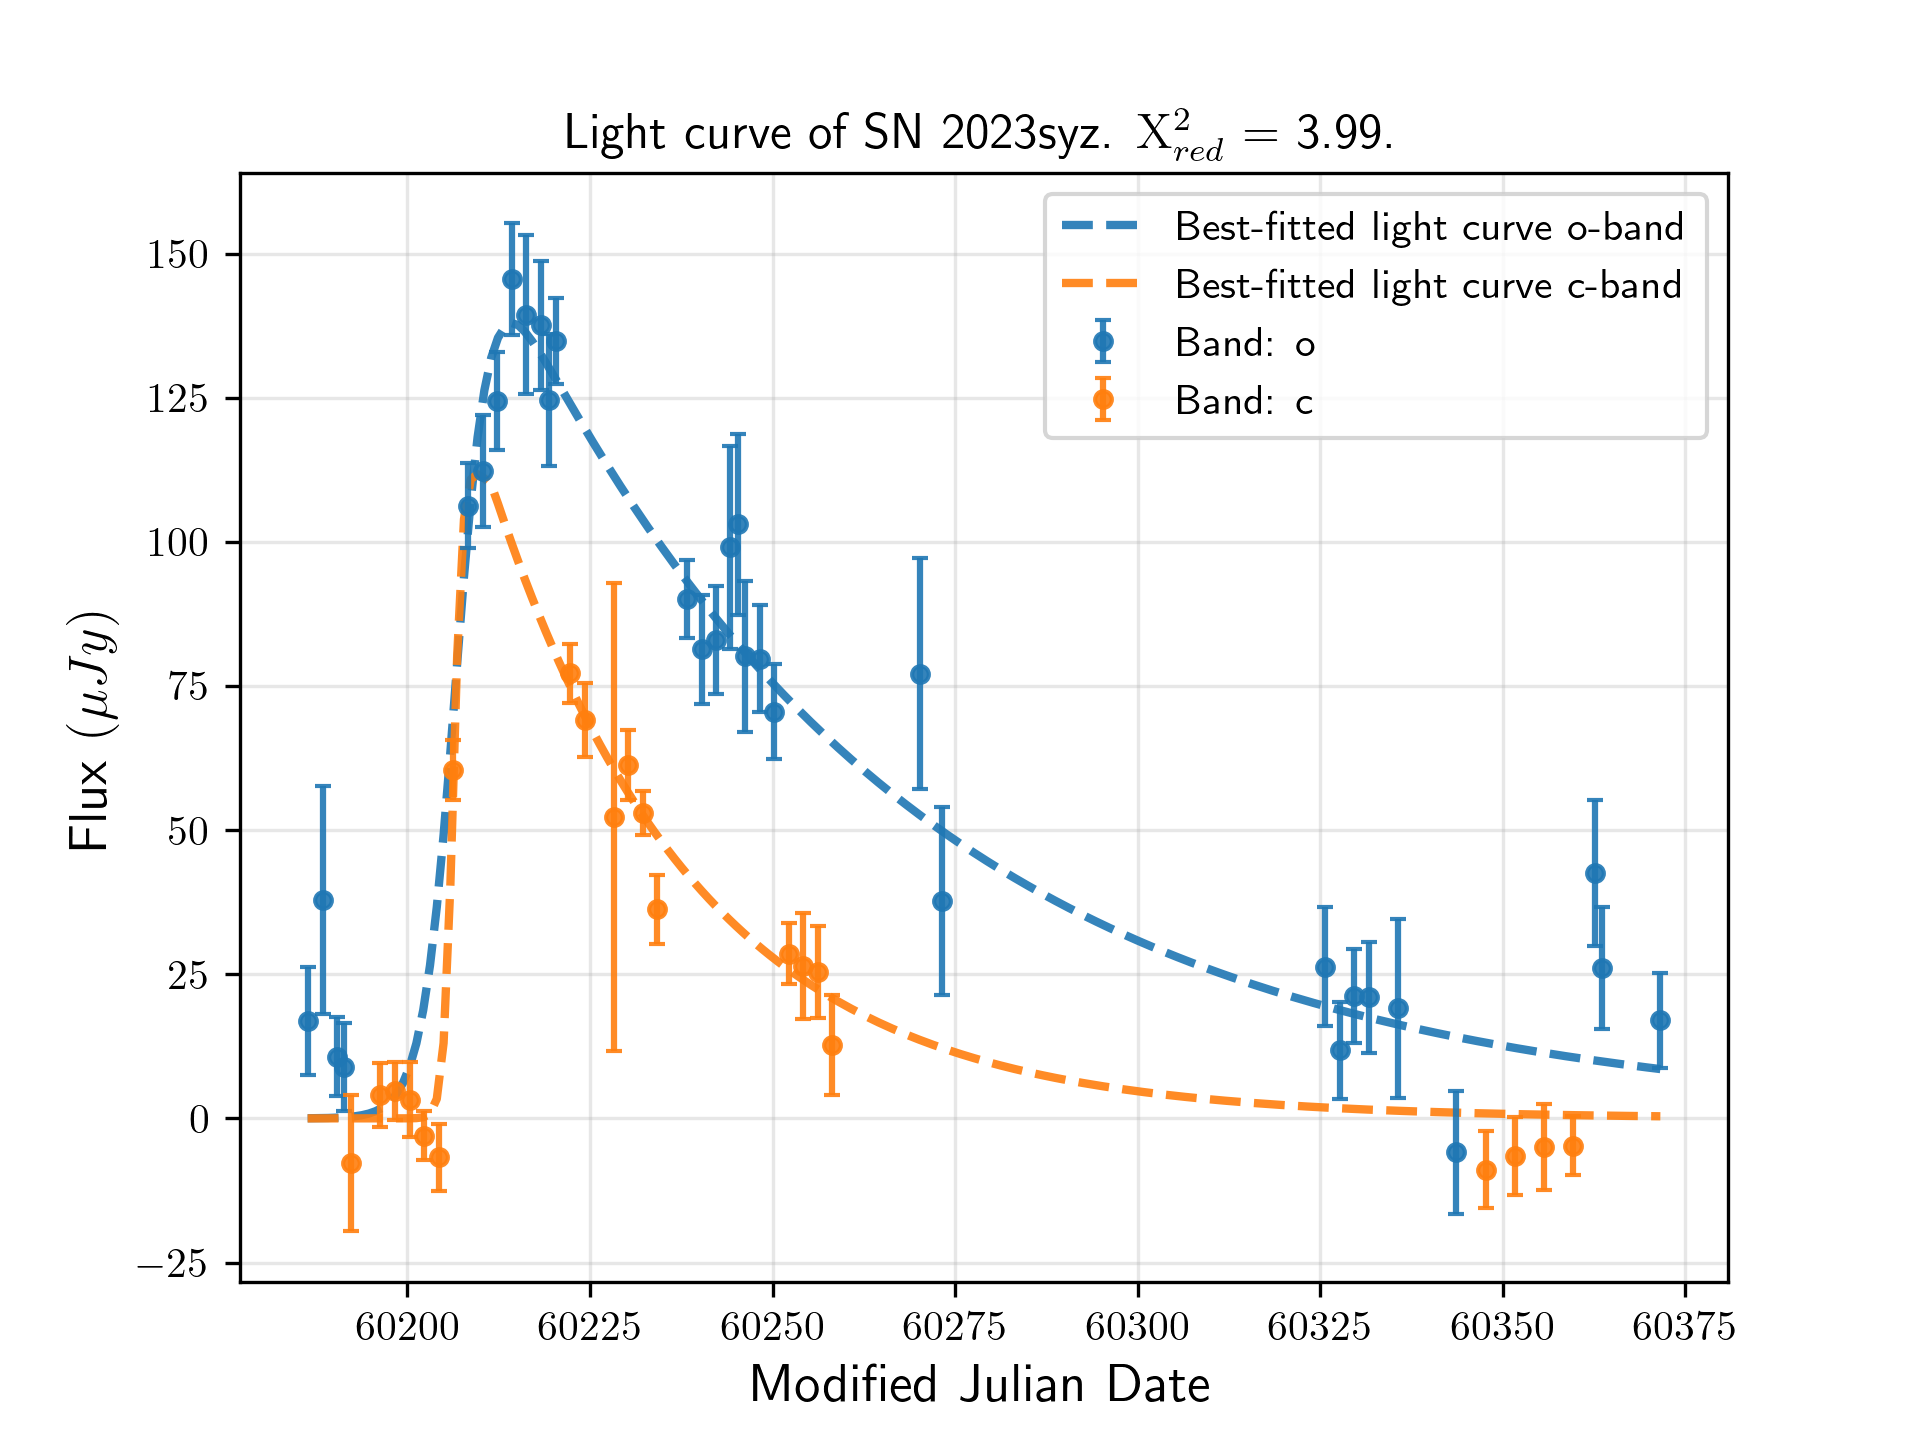 Light curve of SN 2023syz. X²_red = 3.99.
Best-fitted light curve o-band
Best-fitted light curve c-band
Band: o
Band: c
Flux (μJy)
150
125
100
75
50
25
0
−25
60200 60225 60250 60275 60300 60325 60350 60375
Modified Julian Date